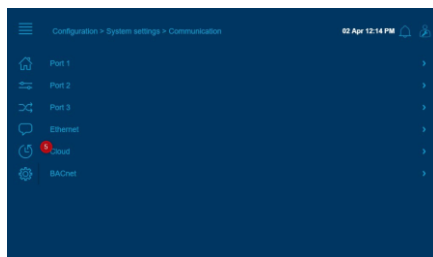 Configuration > System settings > Communication 02 Apr 12:14 PM
Port 1
Port 2
Port 3
Ethernet
5
Cloud
BACnet